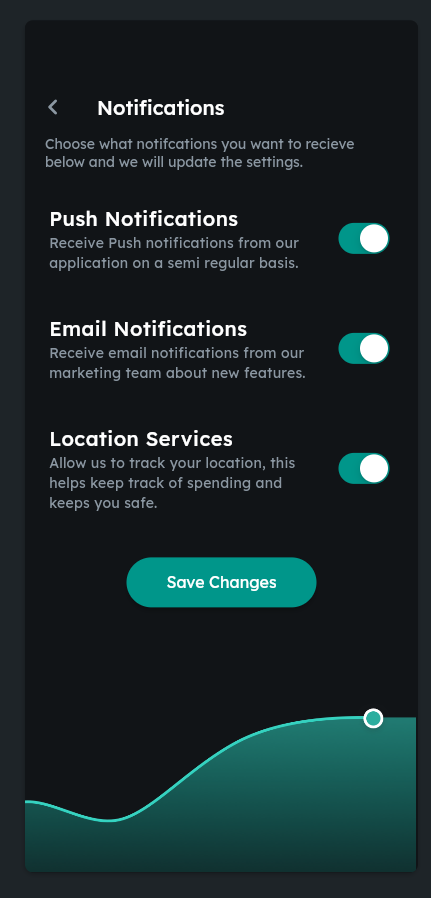 Notifications
Choose what notifcations you want to recieve
below and we will update the settings.
Push Notifications
Receive Push notifications from our
application on a semi regular basis.
Email Notifications
Receive email notifications from our
marketing team about new features.
Location Services
Allow us to track your location, this
helps keep track of spending and
keeps you safe.
Save Changes